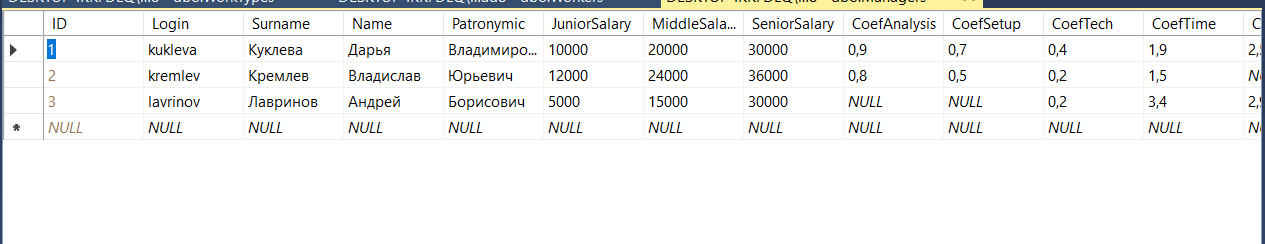 ID Login Surname Name Patronymic JuniorSalary MiddleSala... SeniorSalary CoefAnalysis CoefSetup CoefTech CoefTime
1 kukleva Куклева Дарья Владимиро... 10000 20000 30000 0,9 0,7 0,4 1,9
2 kremlev Кремлев Владислав Юрьевич 12000 24000 36000 0,8 0,5 0,2 1,5
3 lavrinov Лавринов Андрей Борисович 5000 15000 30000 NULL NULL 0,2 3,4
NULL NULL NULL NULL NULL NULL NULL NULL NULL NULL NULL NULL